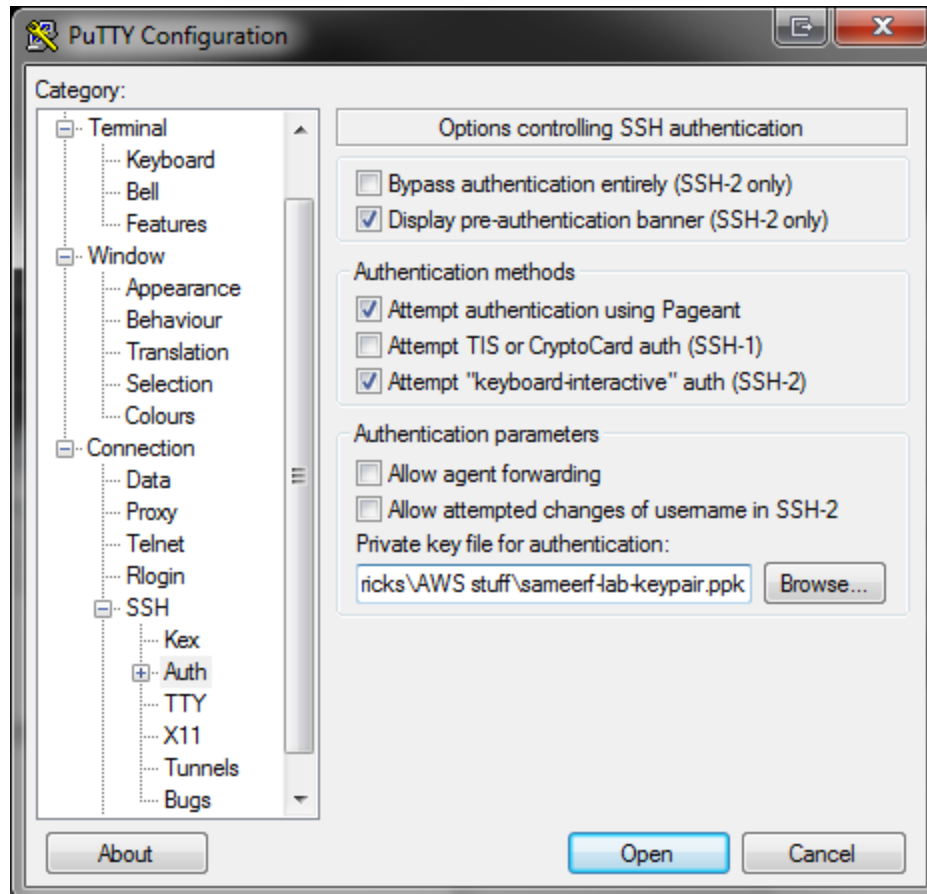 PuTTY Configuration
Category:
Terminal
Keyboard
Bell
Features
Window
Appearance
Behaviour
Translation
Selection
Colours
Connection
Data
Proxy
Telnet
Rlogin
SSH
Kex
Auth
TTY
X11
Tunnels
Bugs
Options controlling SSH authentication
Bypass authentication entirely (SSH-2 only)
Display pre-authentication banner (SSH-2 only)
Authentication methods
Attempt authentication using Pageant
Attempt TIS or CryptoCard auth (SSH-1)
Attempt "keyboard-interactive" auth (SSH-2)
Authentication parameters
Allow agent forwarding
Allow attempted changes of username in SSH-2
Private key file for authentication:
ricks\AWS stuff\sameerf-lab-keypair.ppk
Browse...
About
Open
Cancel